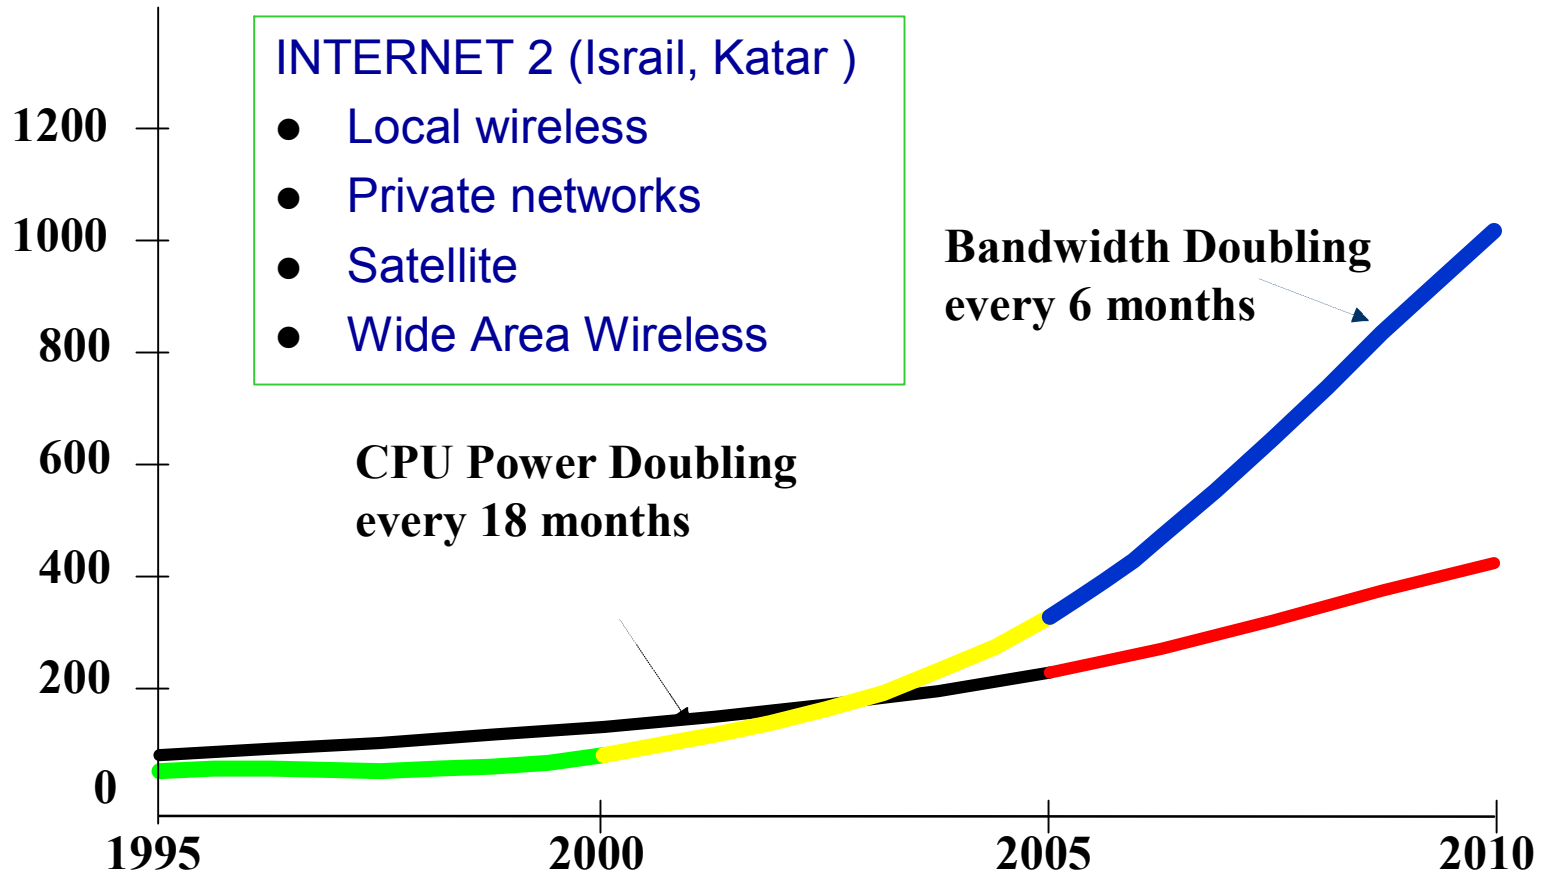 INTERNET 2 (Israil, Katar )
● Local wireless
● Private networks
● Satellite
● Wide Area Wireless
Bandwidth Doubling
every 6 months
CPU Power Doubling
every 18 months
1200
1000
800
600
400
200
0
1995
2000
2005
2010